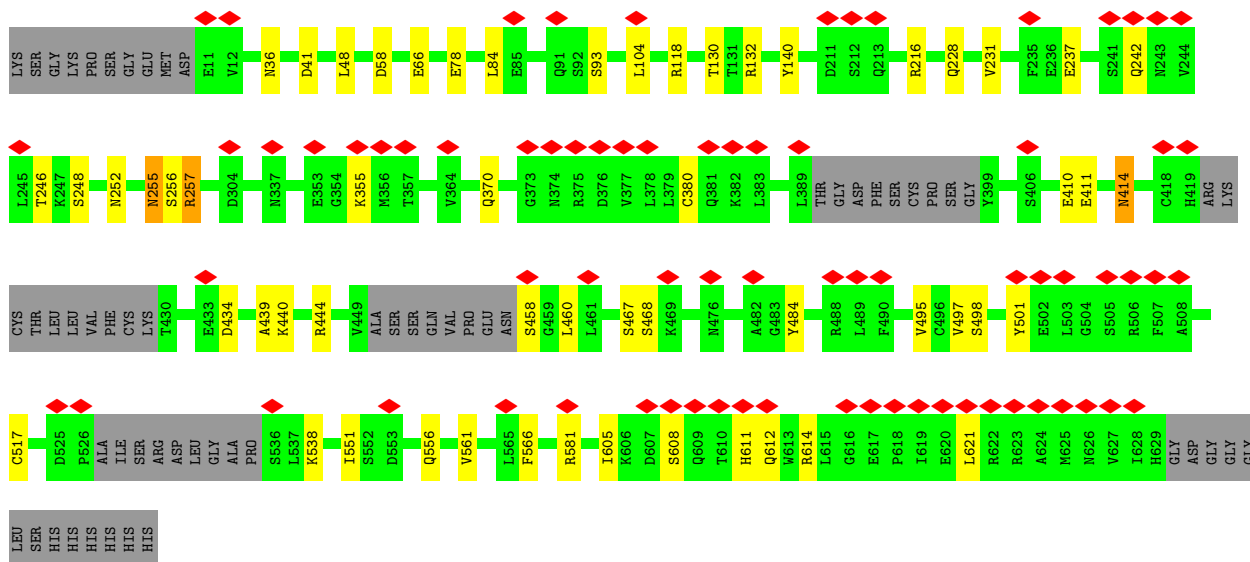 LYS SER GLY LYS PRO SER GLY GLU MET ASP E11 V12 N36 D41 L48 D58 E66 E78 L84 E85 Q91 S92 S93 L104 R118 T130 T131 R132 Y140 D211 S212 Q213 R216 Q228 V231 F235 E236 E237 S241 Q242 N243 V244
L245 T246 K247 S248 N252 N255 S256 R257 D304 N337 E353 G354 K355 M356 T357 V364 Q370 G373 N374 R375 D376 V377 L378 L379 C380 Q381 K382 L383 L389 THR GLY ASP PHE SER CYS PRO SER GLY Y399 S406 E410 E411 N414 C418 H419 ARG LYS
CYS THR LEU LEU VAL PHE CYS LYS T430 E433 D434 A439 K440 R444 V449 ALA SER SER GLN VAL PRO GLU ASN S458 G459 L460 L461 S467 S468 K469 N476 A482 G483 Y484 R488 L489 F490 V495 C496 V497 S498 Y501 E502 L503 G504 S505 R506 F507 A508
C517 D525 P526 ALA ILE SER ARG ASP LEU GLY ALA PRO S536 L537 K538 I551 S552 D553 Q556 V561 L565 F566 R581 I605 K606 D607 S608 Q609 T610 H611 Q612 W613 R614 L615 G616 E617 P618 I619 E620 L621 R622 R623 A624 M625 N626 V627 I628 H629 GLY ASP GLY GLY GLY
LEU SER HIS HIS HIS HIS HIS HIS